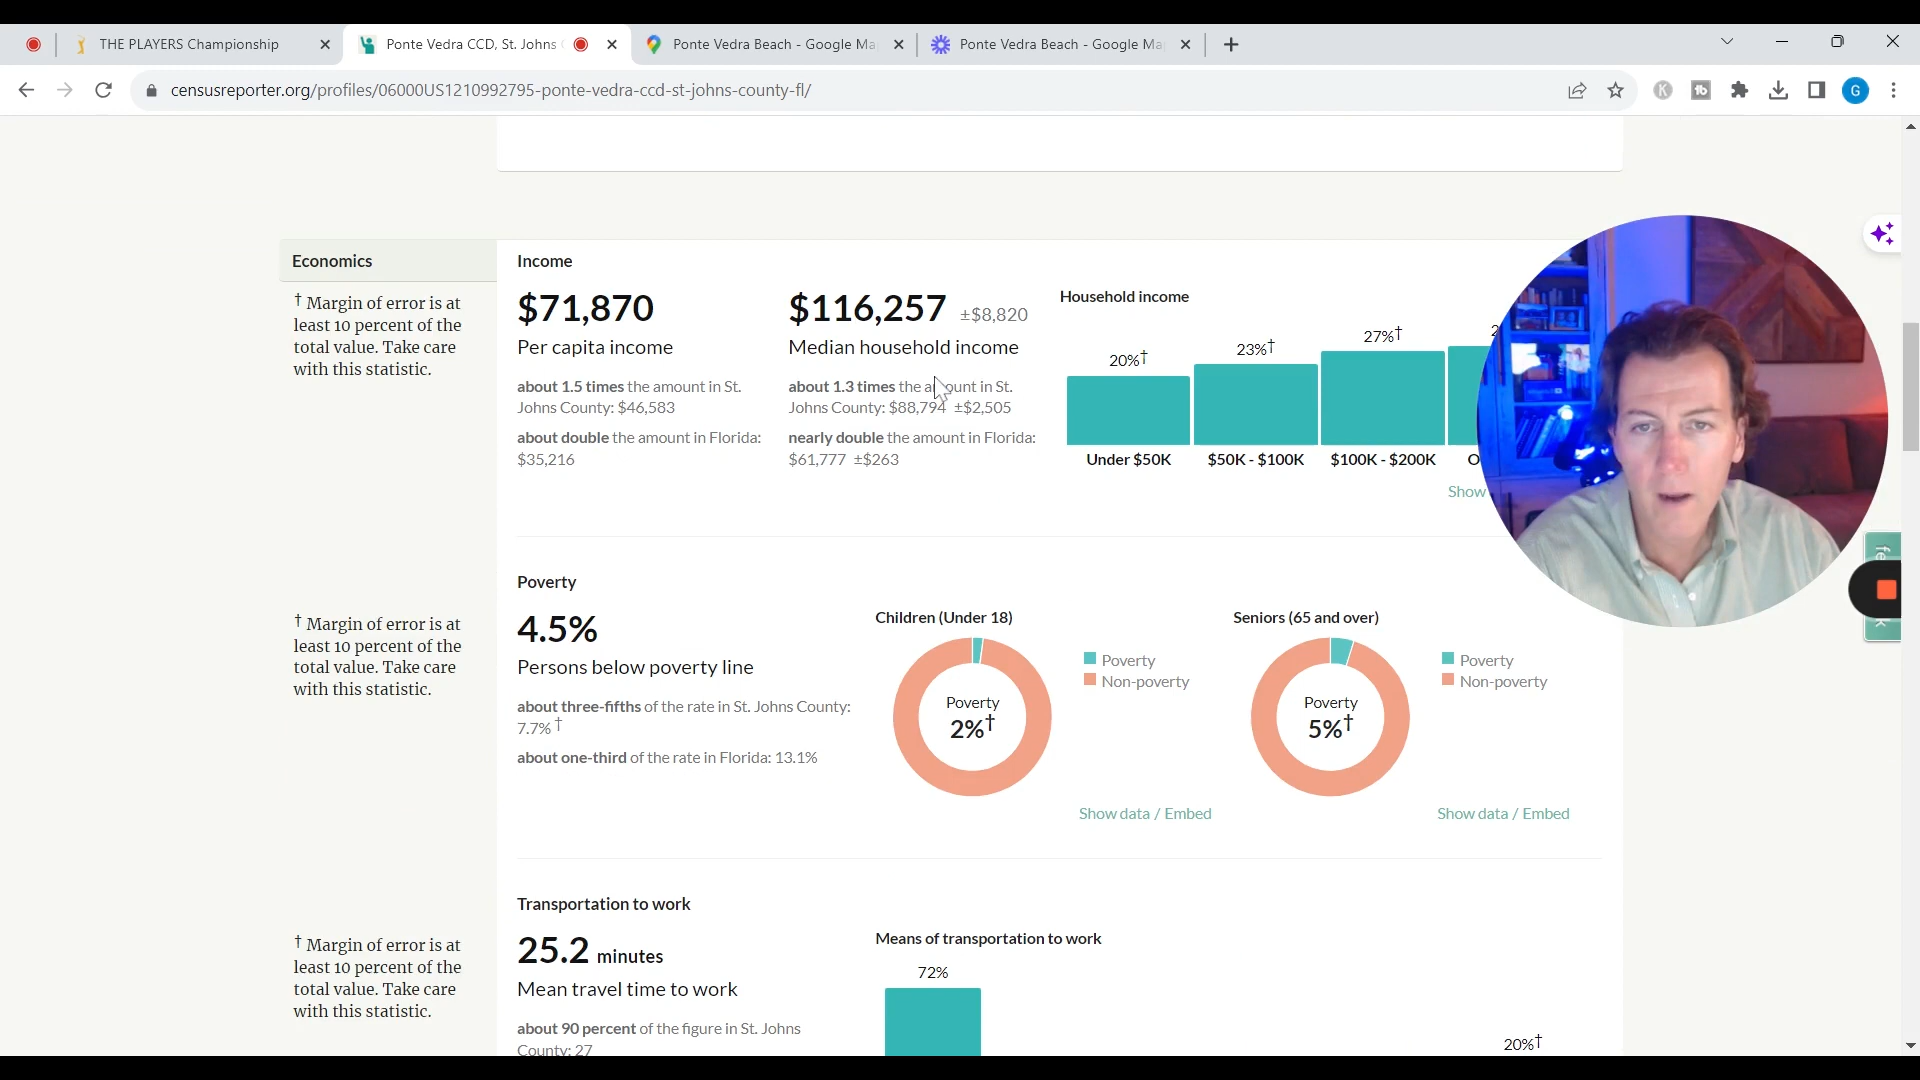 THE PLAYERS Championship
Ponte Vedra CCD, St. Johns
Ponte Vedra Beach - Google Ma
Ponte Vedra Beach - Google Ma
censusreporter.org/profiles/06000US1210992795-ponte-vedra-ccd-st-johns-county-fl/
K
tb
G
Economics
† Margin of error is at
least 10 percent of the
total value. Take care
with this statistic.
Income
$71,870
Per capita income
about 1.5 times the amount in St.
Johns County: $46,583
about double the amount in Florida:
$35,216
$116,257 ±$8,820
Median household income
about 1.3 times the amount in St.
Johns County: $88,794 ±$2,505
nearly double the amount in Florida:
$61,777 ±$263
Household income
20%†
23%†
27%†
2
Under $50K
$50K - $100K
$100K - $200K
O
Show
† Margin of error is at
least 10 percent of the
total value. Take care
with this statistic.
Poverty
4.5%
Persons below poverty line
about three-fifths of the rate in St. Johns County:
7.7% †
about one-third of the rate in Florida: 13.1%
Children (Under 18)
Poverty
2%†
Poverty
Non-poverty
Show data / Embed
Seniors (65 and over)
Poverty
5%†
Poverty
Non-poverty
Show data / Embed
† Margin of error is at
least 10 percent of the
total value. Take care
with this statistic.
Transportation to work
25.2 minutes
Mean travel time to work
about 90 percent of the figure in St. Johns
County: 27
Means of transportation to work
72%
20%†